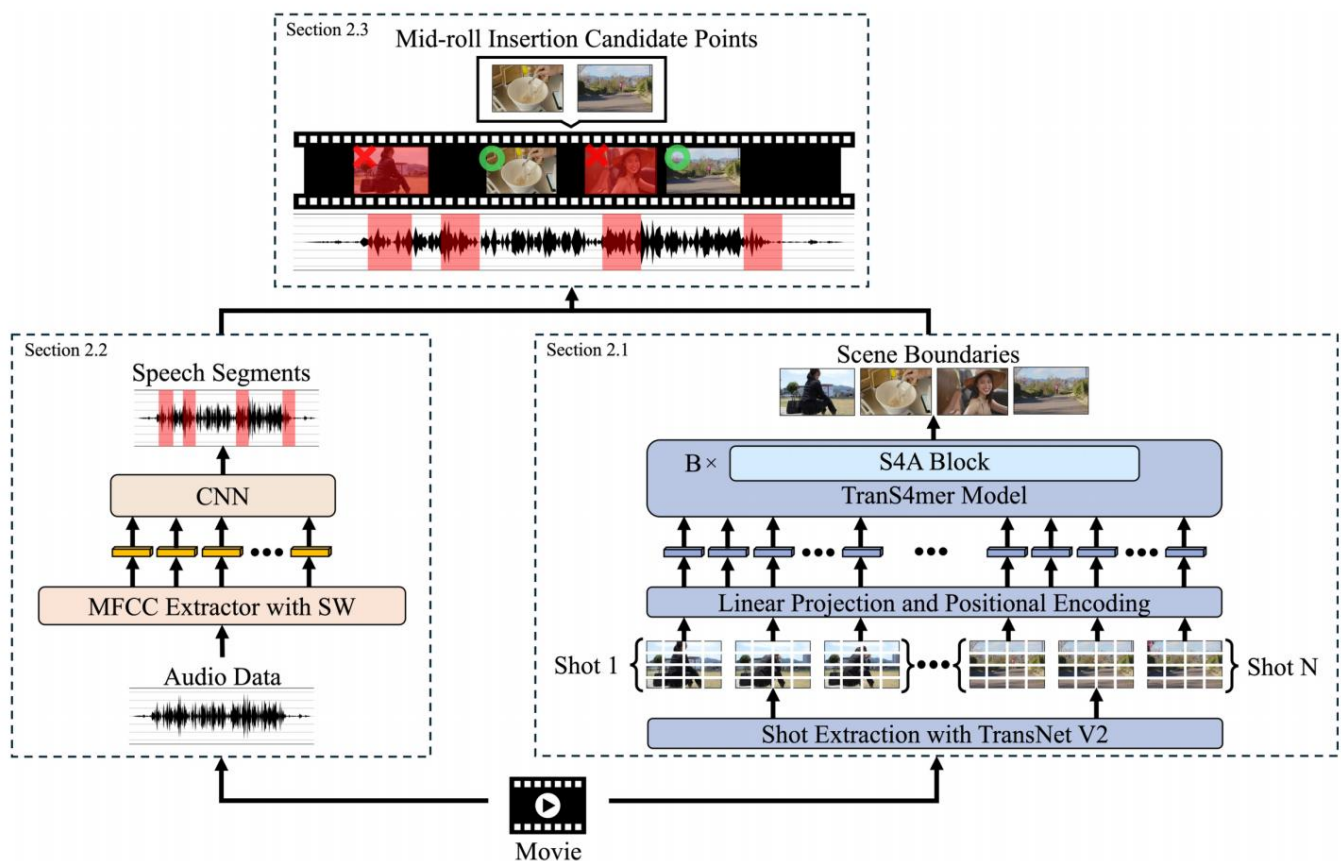 Section 2.3
Mid-roll Insertion Candidate Points
Section 2.2
Speech Segments
CNN
MFCC Extractor with SW
Audio Data
Section 2.1
Scene Boundaries
B ×
S4A Block
TranS4mer Model
Linear Projection and Positional Encoding
Shot 1
Shot N
Shot Extraction with TransNet V2
Movie